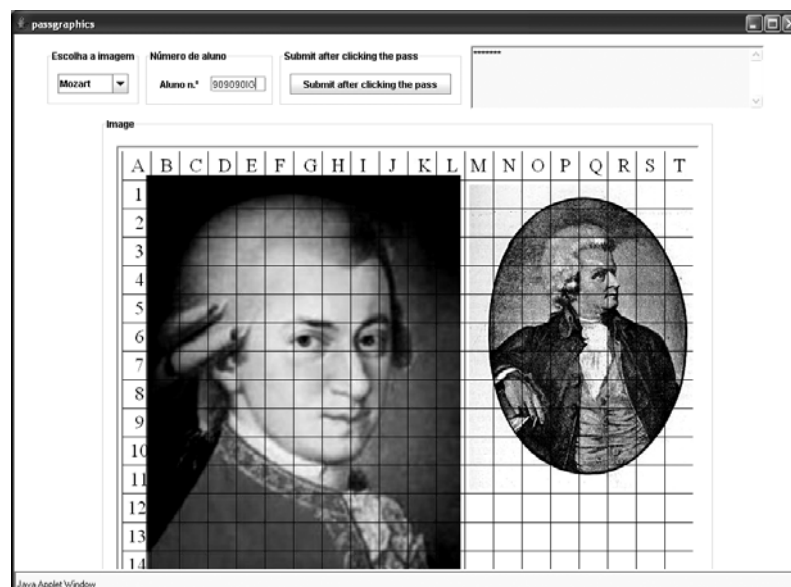 passgraphics
Escolha a imagem
Número de aluno
Submit after clicking the pass
Mozart
Aluno n.º
Submit after clicking the pass
*******
Image
A B C D E F G H I J K L M N O P Q R S T
1
2
3
4
5
6
7
8
9
10
11
12
13
14
Java Applet Window